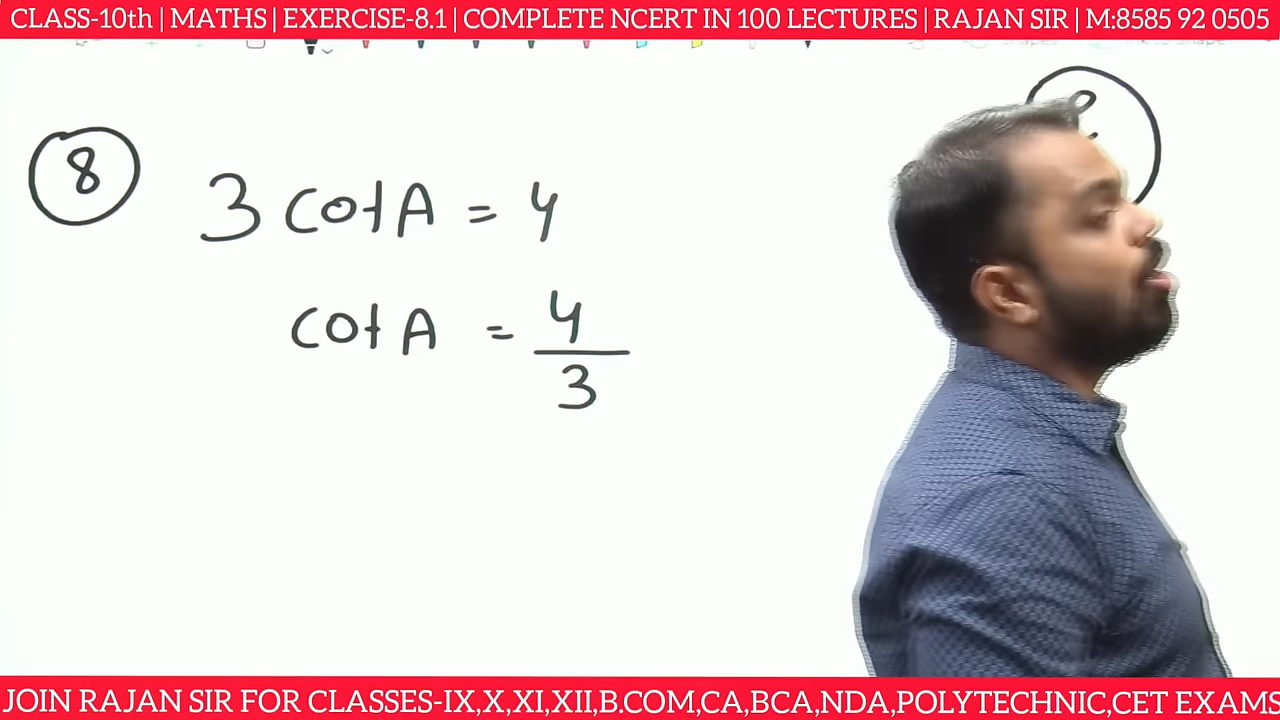 CLASS-10th | MATHS | EXERCISE-8.1 | COMPLETE NCERT IN 100 LECTURES | RAJAN SIR | M:8585 92 0505
8
3 cot A = 4
cot A = 4/3
JOIN RAJAN SIR FOR CLASSES-IX,X,XI,XII,B.COM,CA,BCA,NDA,POLYTECHNIC,CET EXAMS